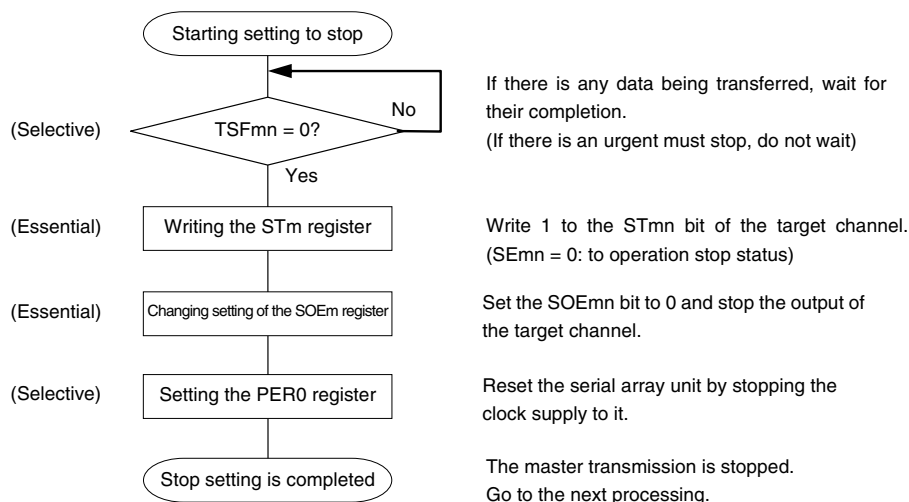 Starting setting to stop
No
If there is any data being transferred, wait for
their completion.
(If there is an urgent must stop, do not wait)
(Selective)
TSFmn = 0?
Yes
(Essential)
Writing the STm register
Write 1 to the STmn bit of the target channel.
(SEmn = 0: to operation stop status)
(Essential)
Changing setting of the SOEm register
Set the SOEmn bit to 0 and stop the output of
the target channel.
(Selective)
Setting the PER0 register
Reset the serial array unit by stopping the
clock supply to it.
Stop setting is completed
The master transmission is stopped.
Go to the next processing.